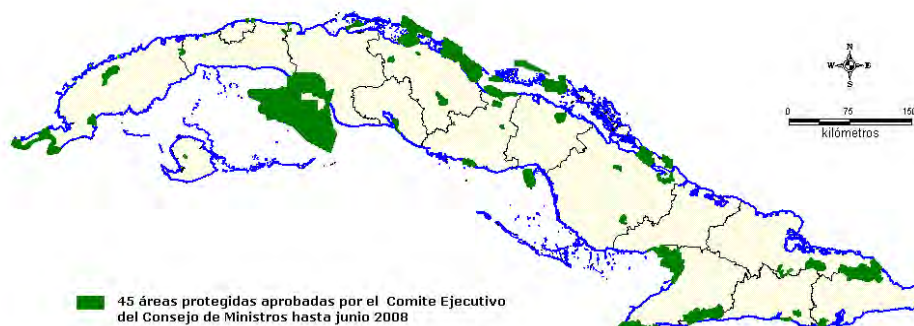 N
W E
S
0 75 150
kilómetros
45 áreas protegidas aprobadas por el Comite Ejecutivo
del Consejo de Ministros hasta junio 2008